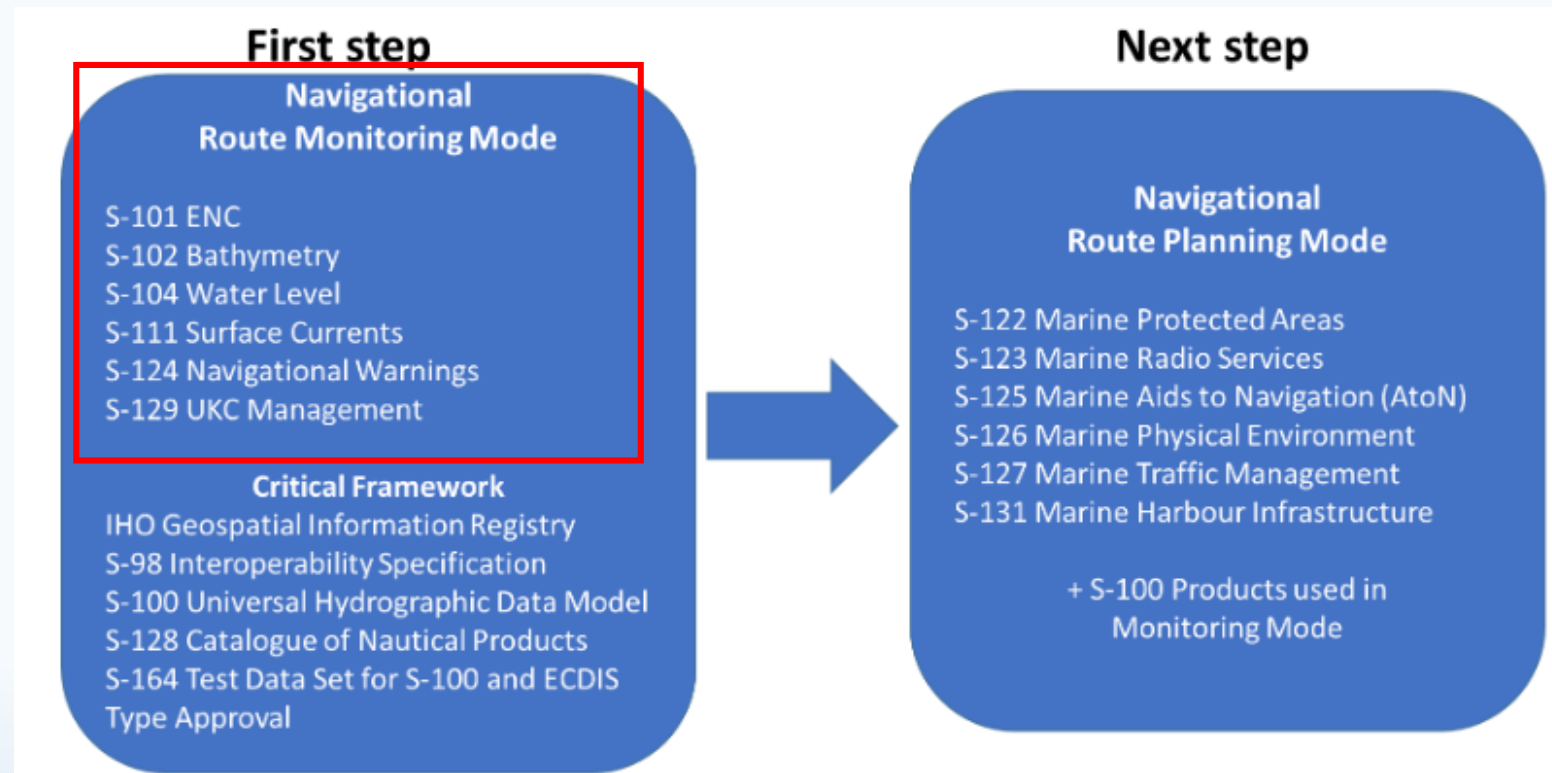 First step
Navigational
Route Monitoring Mode
S-101 ENC
S-102 Bathymetry
S-104 Water Level
S-111 Surface Currents
S-124 Navigational Warnings
S-129 UKC Management
Critical Framework
IHO Geospatial Information Registry
S-98 Interoperability Specification
S-100 Universal Hydrographic Data Model
S-128 Catalogue of Nautical Products
S-164 Test Data Set for S-100 and ECDIS
Type Approval
Next step
Navigational
Route Planning Mode
S-122 Marine Protected Areas
S-123 Marine Radio Services
S-125 Marine Aids to Navigation (AtoN)
S-126 Marine Physical Environment
S-127 Marine Traffic Management
S-131 Marine Harbour Infrastructure
+ S-100 Products used in
Monitoring Mode